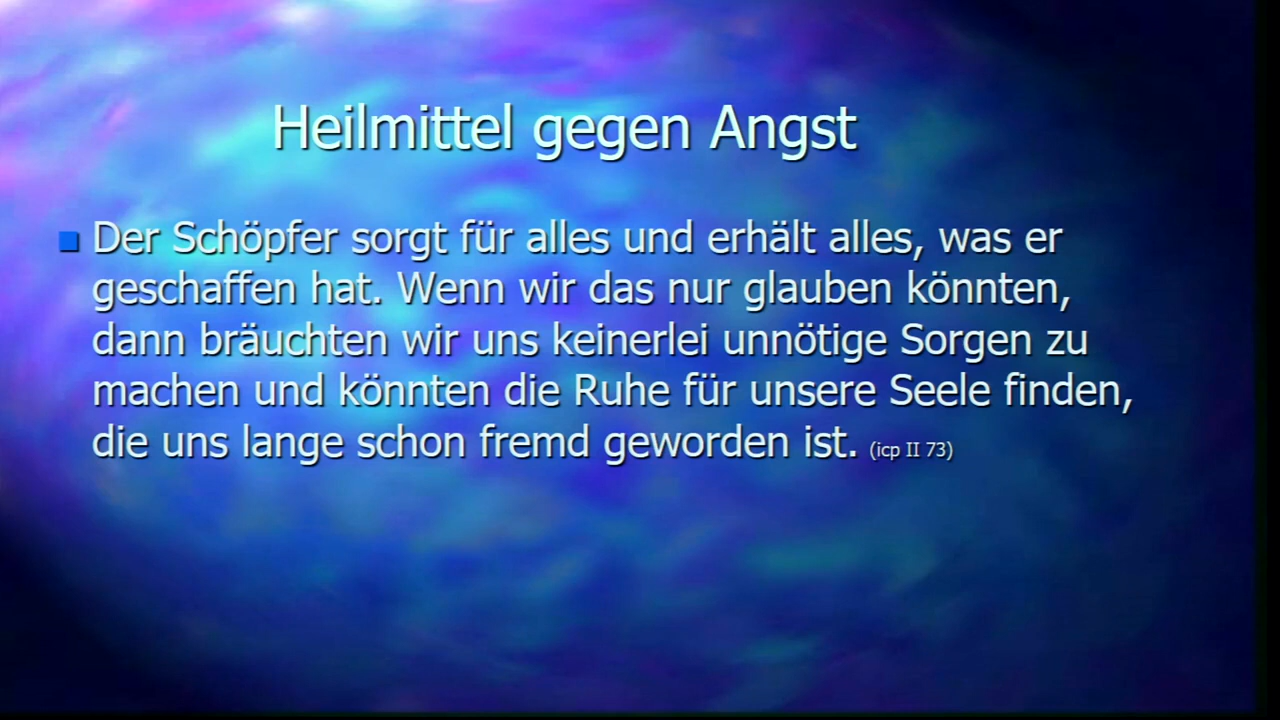 Heilmittel gegen Angst
Der Schöpfer sorgt für alles und erhält alles, was er
geschaffen hat. Wenn wir das nur glauben könnten,
dann bräuchten wir uns keinerlei unnötige Sorgen zu
machen und könnten die Ruhe für unsere Seele finden,
die uns lange schon fremd geworden ist. (icp II 73)